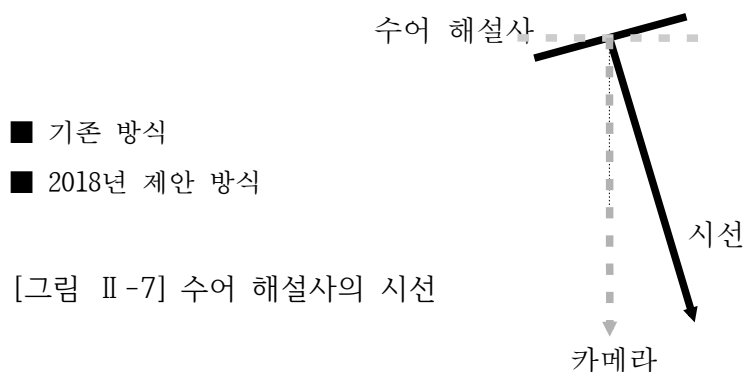 수어 해설사
■ 기존 방식
■ 2018년 제안 방식
시선
[그림 Ⅱ-7] 수어 해설사의 시선
카메라